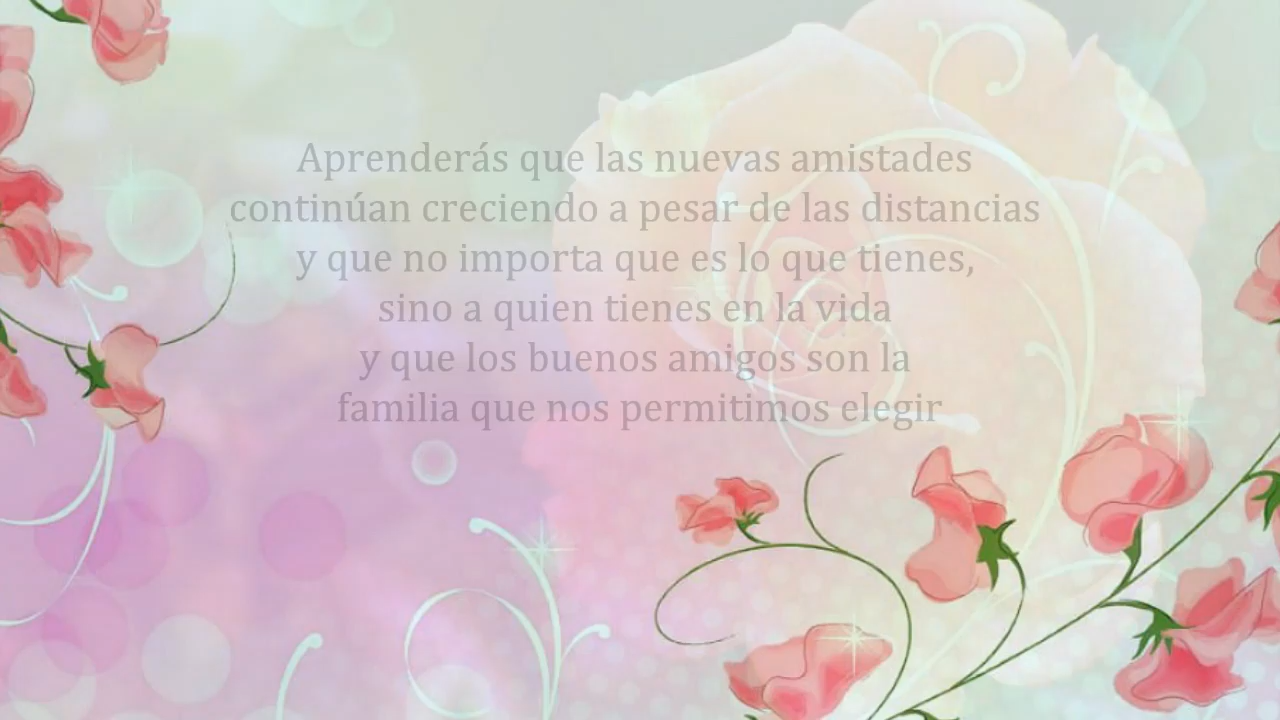 Aprenderás que las nuevas amistades
continúan creciendo a pesar de las distancias
y que no importa que es lo que tienes,
sino a quien tienes en la vida
y que los buenos amigos son la
familia que nos permitimos elegir